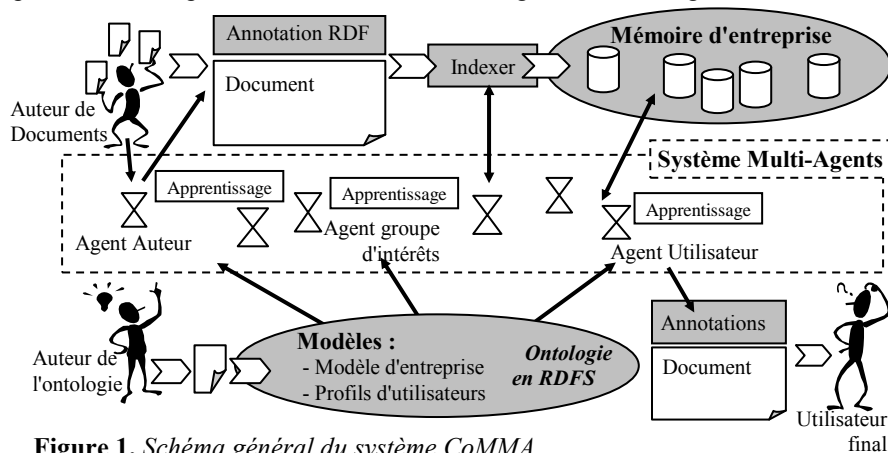 Annotation RDF
Document
Indexer
Mémoire d'entreprise
Auteur de
Documents
Système Multi-Agents
Apprentissage
Agent Auteur
Apprentissage
Agent groupe
d'intérêts
Apprentissage
Agent Utilisateur
Auteur de
l'ontologie
Modèles :
- Modèle d'entreprise
- Profils d'utilisateurs
Ontologie
en RDFS
Annotations
Document
Utilisateur
final
Figure 1. Schéma général du système CoMMA